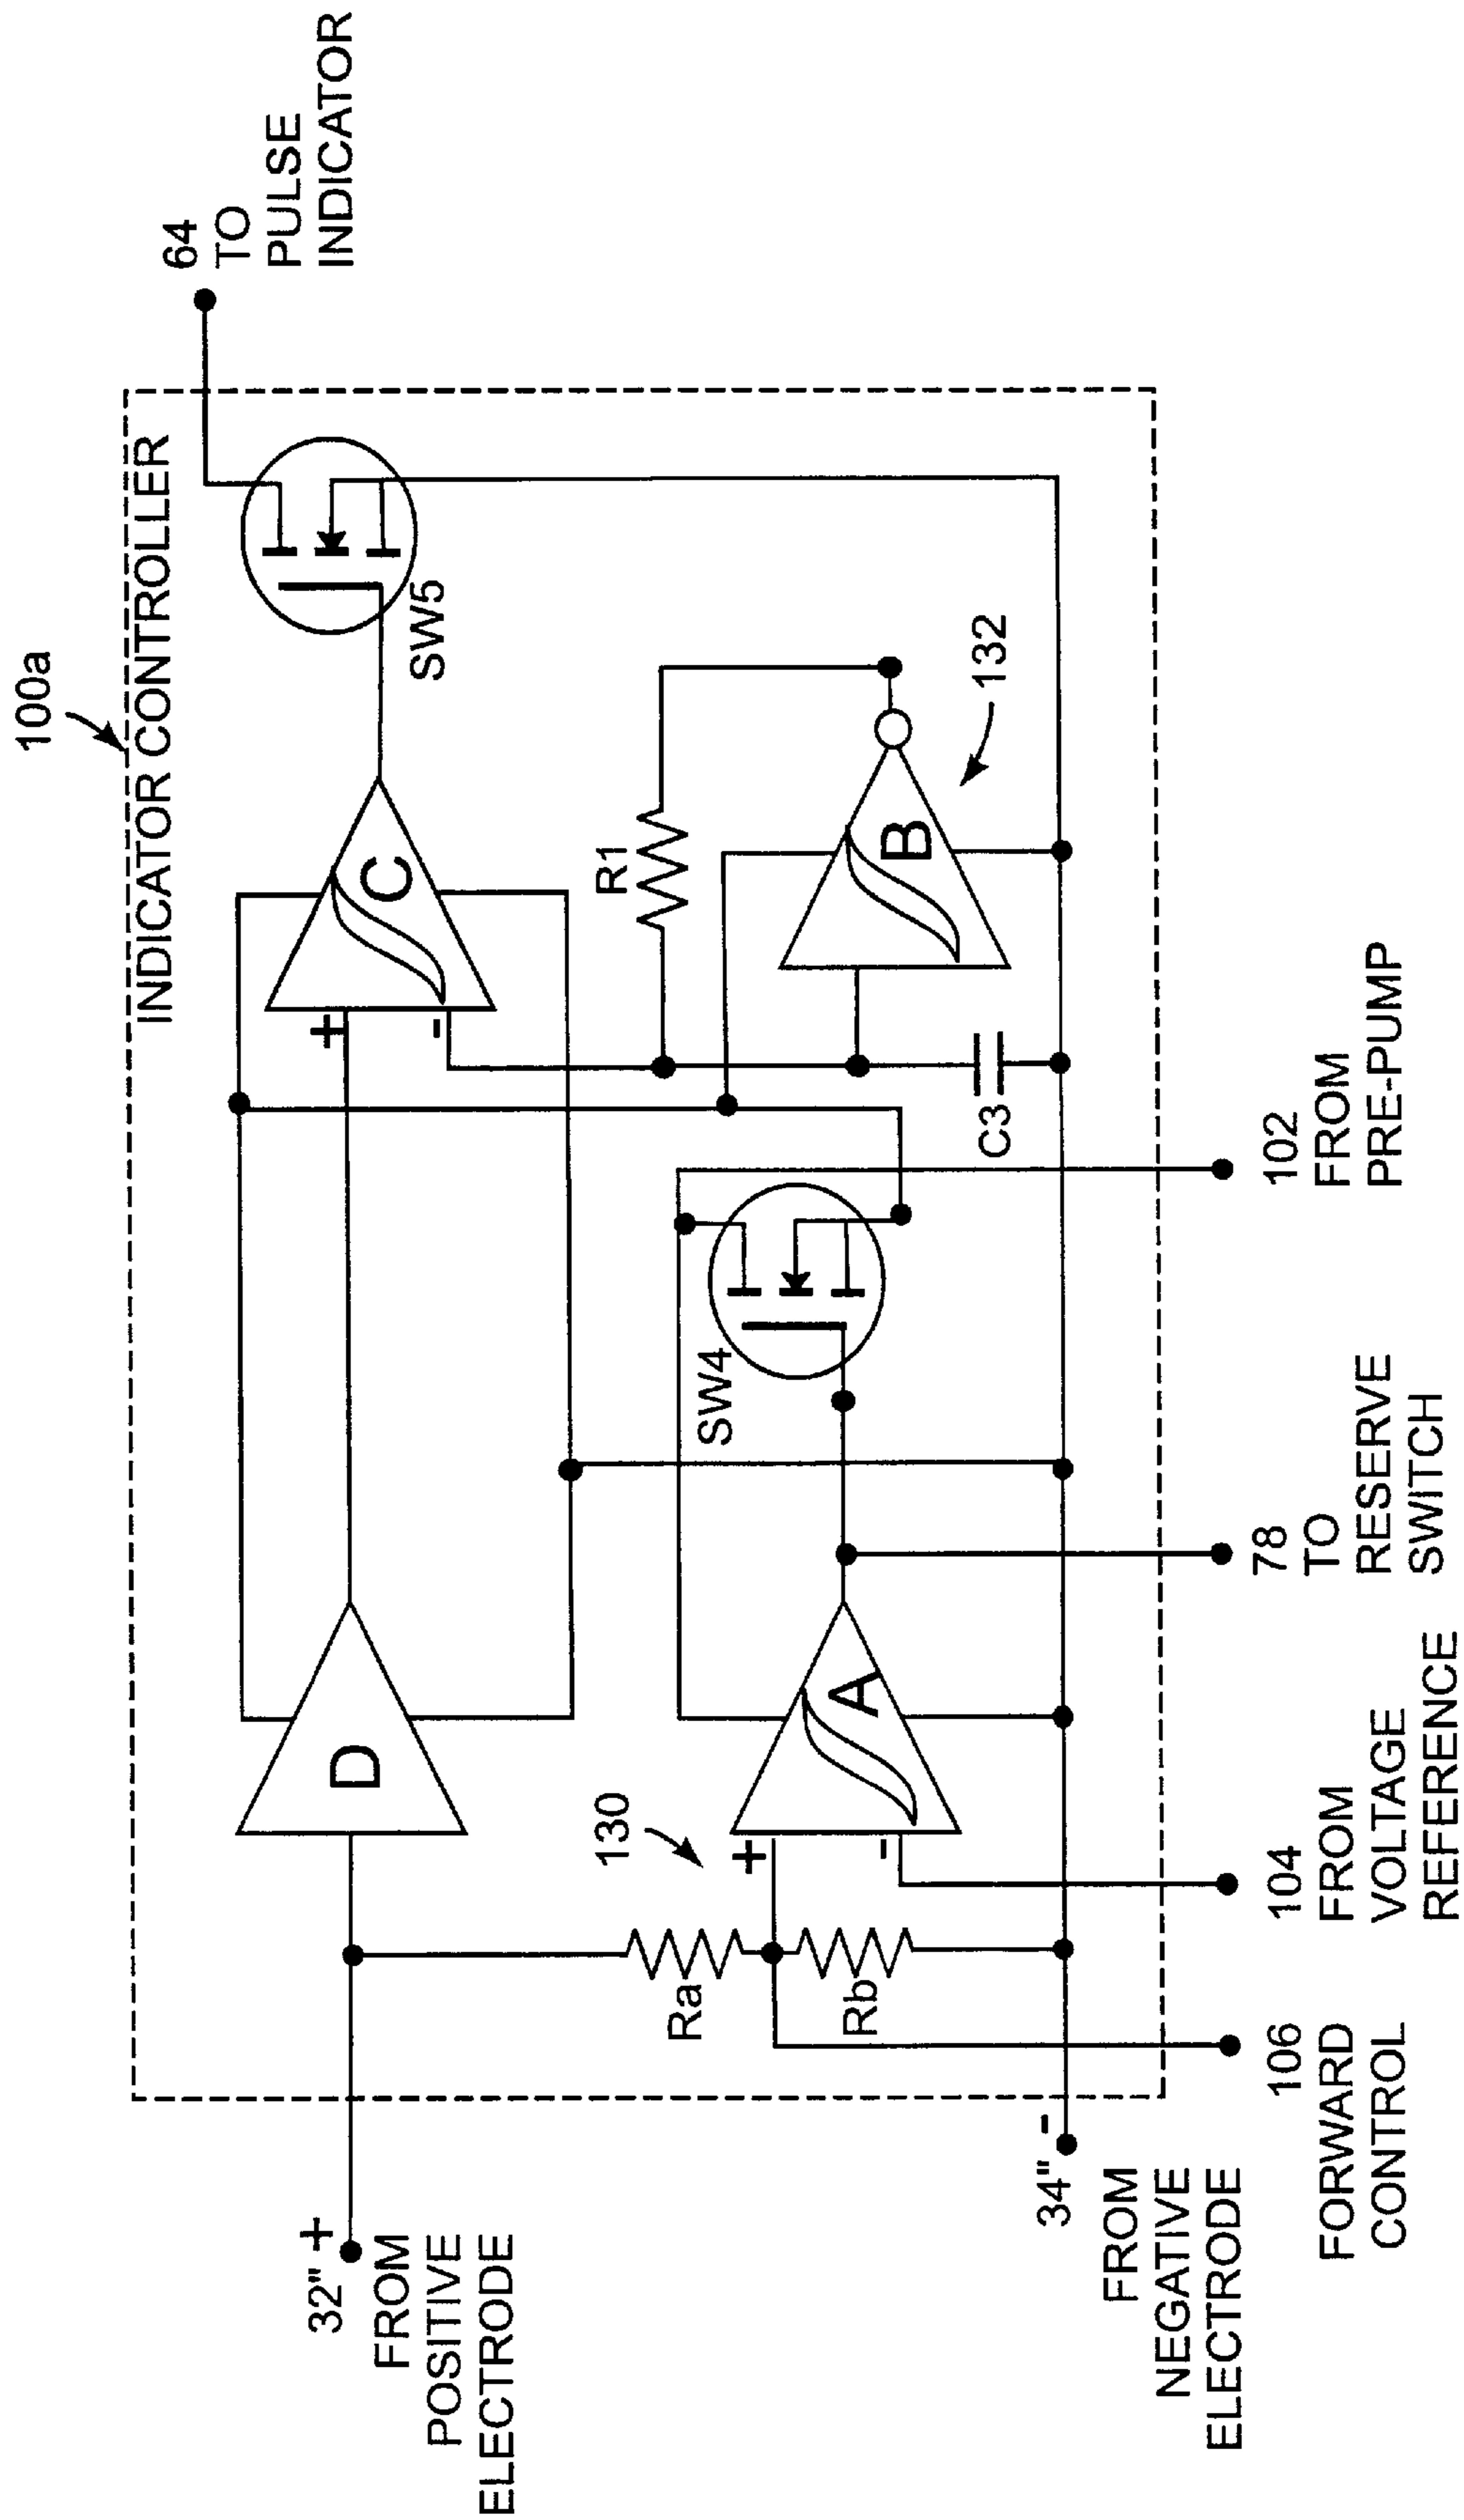 100a
INDICATOR CONTROLLER
64
TO
PULSE
INDICATOR
32" +
FROM
POSITIVE
ELECTRODE
D
+
-
C
SW5
R1
B
132
C3
SW4
130
Ra
Rb
+
-
A
34" -
FROM
NEGATIVE
ELECTRODE
106
FORWARD
CONTROL
104
FROM
VOLTAGE
REFERENCE
78
TO
RESERVE
SWITCH
102
FROM
PRE-PUMP